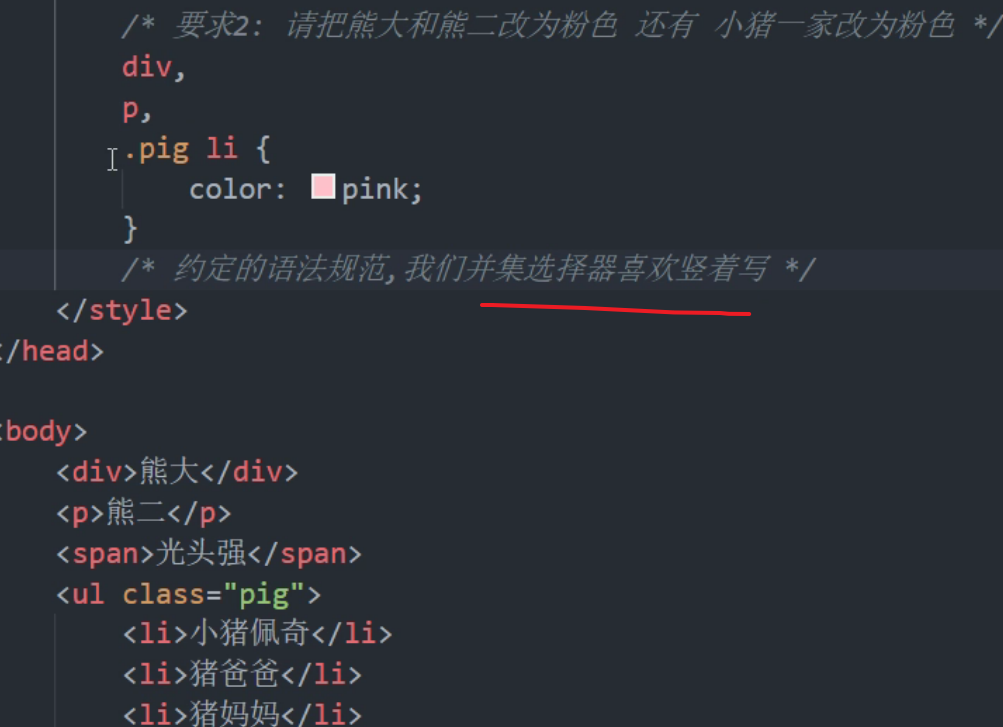 /* 要求2: 请把熊大和熊二改为粉色 还有 小猪一家改为粉色 */
div,
p,
.pig li {
color: pink;
}
/* 约定的语法规范,我们并集选择器喜欢竖着写 */
</style>
</head>
<body>
<div>熊大</div>
<p>熊二</p>
<span>光头强</span>
<ul class="pig">
<li>小猪佩奇</li>
<li>猪爸爸</li>
<li>猪妈妈</li>